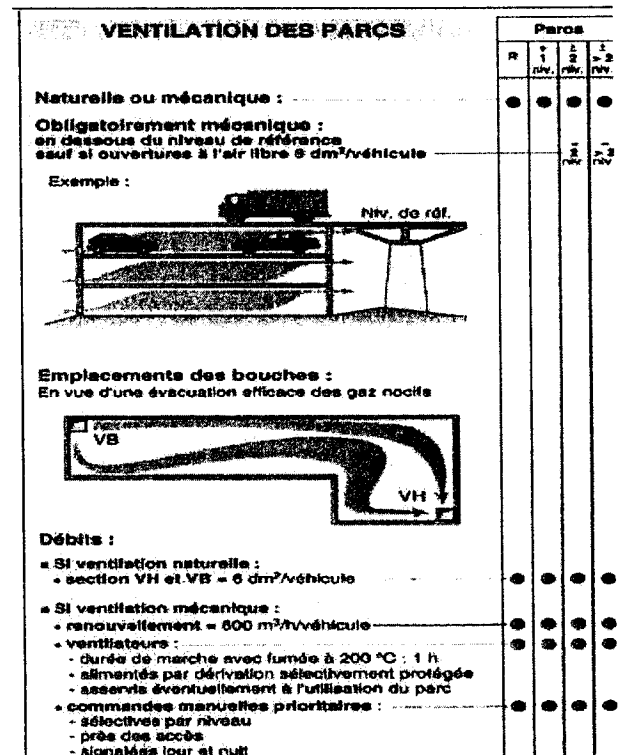 VENTILATION DES PARCS
Parcs
R
+ 1 niv.
± 2 niv.
± > 2 niv.
Naturelle ou mécanique :
Obligatoirement mécanique :
en dessous du niveau de référence
sauf si ouvertures à l'air libre 6 dm²/véhicule
Exemple :
Niv. de réf.
Emplacements des bouches :
En vue d'une évacuation efficace des gaz nocifs
VB
VH
Débits :
Si ventilation naturelle :
• section VH et VB = 6 dm²/véhicule
Si ventilation mécanique :
• renouvellement = 600 m³/h/véhicule
• ventilateurs :
- durée de marche avec fumée à 200 °C : 1 h
- alimentés par dérivation sélectivement protégée
- asservis éventuellement à l'utilisation du parc
• commandes manuelles prioritaires :
- sélectives par niveau
- près des accès
- signalées jour et nuit